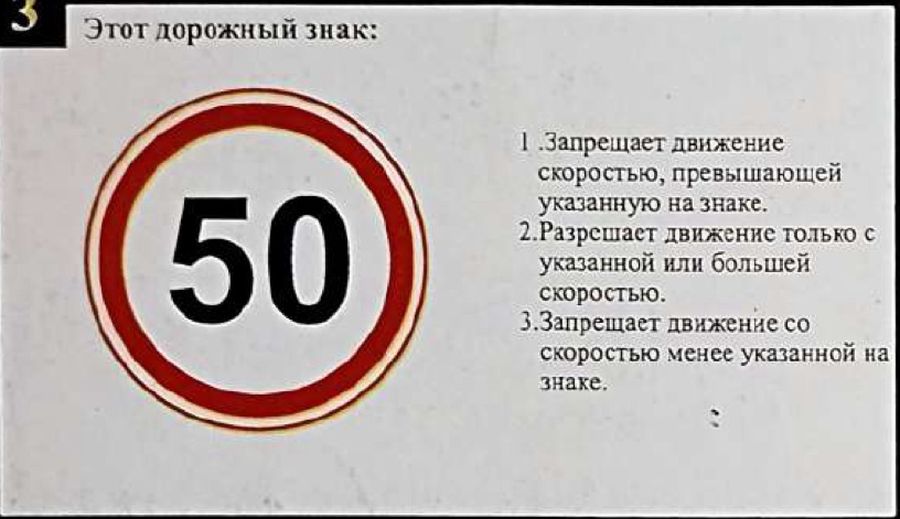 3
Этот дорожный знак:
50
1 .Запрещает движение
скоростью, превышающей
указанную на знаке.
2.Разрешает движение только с
указанной или большей
скоростью.
3.Запрещает движение со
скоростью менее указанной на
знаке.